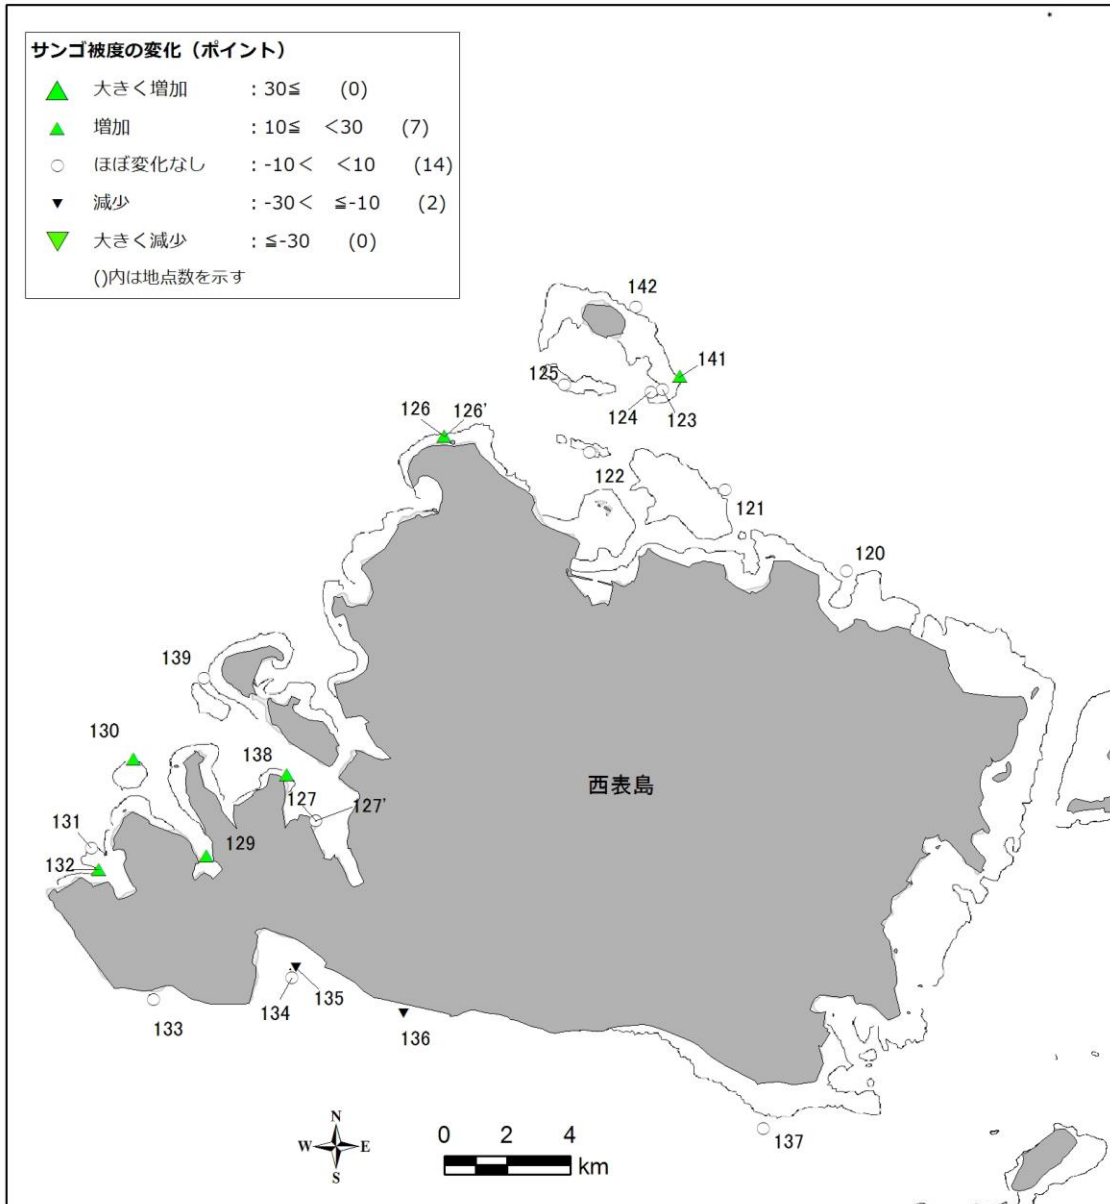 サンゴ被度の変化（ポイント）
大きく増加 : 30≦ (0)
増加 : 10≦ <30 (7)
ほぼ変化なし : -10< <10 (14)
減少 : -30< ≦-10 (2)
大きく減少 : ≦-30 (0)
()内は地点数を示す
142
141
125
124 123
126 126'
122
121
120
139
130
138
西表島
127 127'
131
129
132
134 135
133
136
137
N
W E
S
0 2 4
km